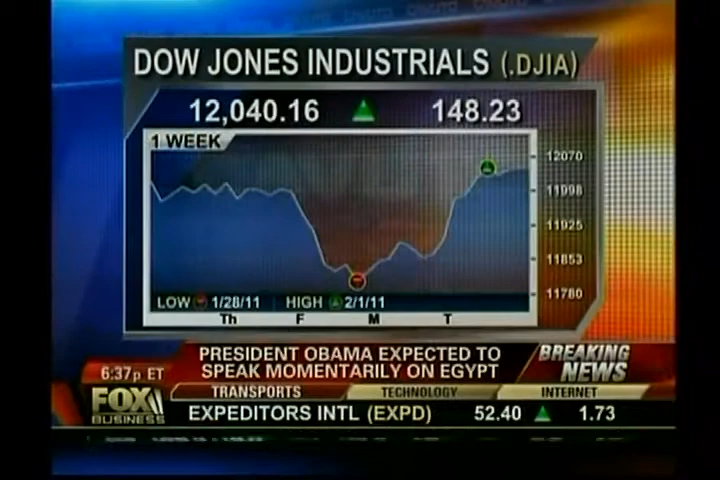 DOW JONES INDUSTRIALS (.DJIA)
12,040.16 148.23
1 WEEK
12070
11998
11925
11853
11780
LOW 1/28/11 HIGH 2/1/11
Th F M T
PRESIDENT OBAMA EXPECTED TO
SPEAK MOMENTARILY ON EGYPT
BREAKING
NEWS
6:37p ET
TRANSPORTS TECHNOLOGY INTERNET
FOX
BUSINESS
EXPEDITORS INTL (EXPD) 52.40 1.73